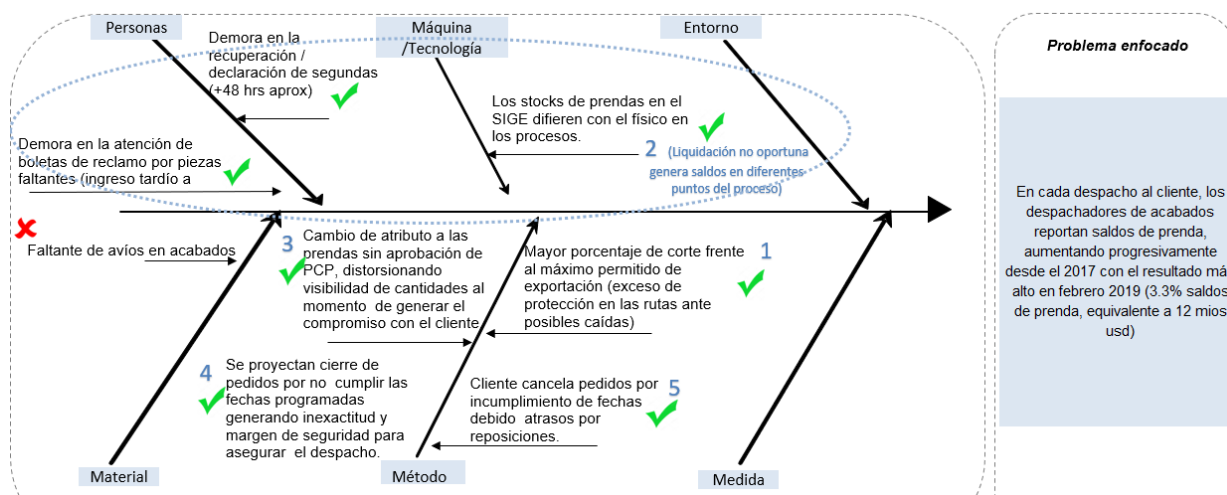 Personas
Máquina
/Tecnología
Entorno
Demora en la
recuperación /
declaración de segundas
(+48 hrs aprox)
Los stocks de prendas en el
SIGE difieren con el físico en
los procesos.
2 (Liquidación no oportuna
genera saldos en diferentes
puntos del proceso)
Demora en la atención de
boletas de reclamo por piezas
faltantes (ingreso tardío a
Faltante de avíos en acabados
3
Cambio de atributo a las
prendas sin aprobación de
PCP, distorsionando
visibilidad de cantidades al
momento de generar el
compromiso con el cliente
Mayor porcentaje de corte frente
al máximo permitido de
exportación (exceso de
protección en las rutas ante
posibles caídas)
1
4
Se proyectan cierre de
pedidos por no cumplir las
fechas programadas
generando inexactitud y
margen de seguridad para
asegurar el despacho.
Cliente cancela pedidos por
incumplimiento de fechas
debido atrasos por
reposiciones.
5
Material
Método
Medida
Problema enfocado
En cada despacho al cliente, los
despachadores de acabados
reportan saldos de prenda,
aumentando progresivamente
desde el 2017 con el resultado má
alto en febrero 2019 (3.3% saldos
de prenda, equivalente a 12 mios
usd)